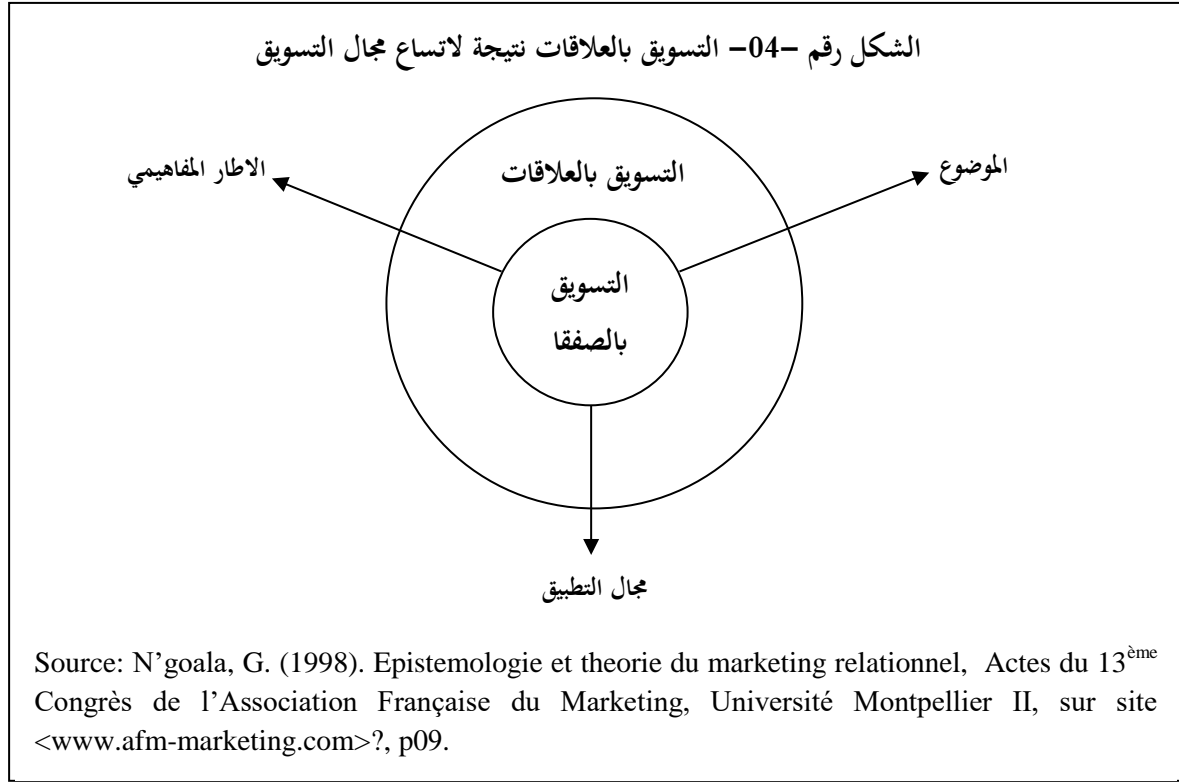 الشكل رقم –04– التسويق بالعلاقات نتيجة لاتساع مجال التسويق
الموضوع
التسويق بالعلاقات
الاطار المفاهيمي
التسويق
بالصفقا
مجال التطبيق
Source: N’goala, G. (1998). Epistemologie et theorie du marketing relationnel, Actes du 13ème
Congrès de l’Association Française du Marketing, Université Montpellier II, sur site
<www.afm-marketing.com>?, p09.